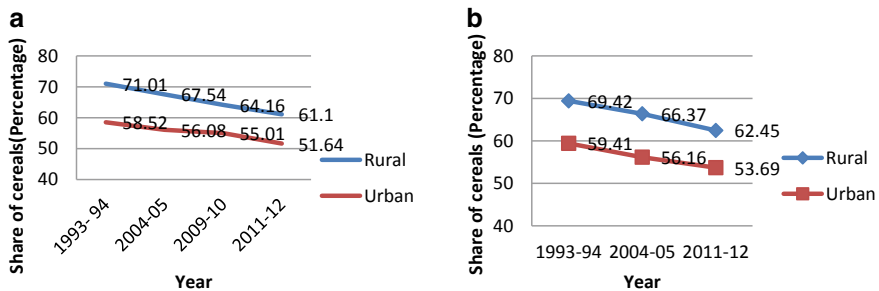 a
Share of cereals(Percentage)
80
70
60
50
40
71.01
67.54
64.16
61.1
58.52
56.08
55.01
51.64
Rural
Urban
1993- 94
2004-05
2009-10
2011-12
Year
b
Share of cereals (Percentage)
80
70
60
50
40
69.42
66.37
62.45
59.41
56.16
53.69
Rural
Urban
1993-94 2004-05 2011-12
Year